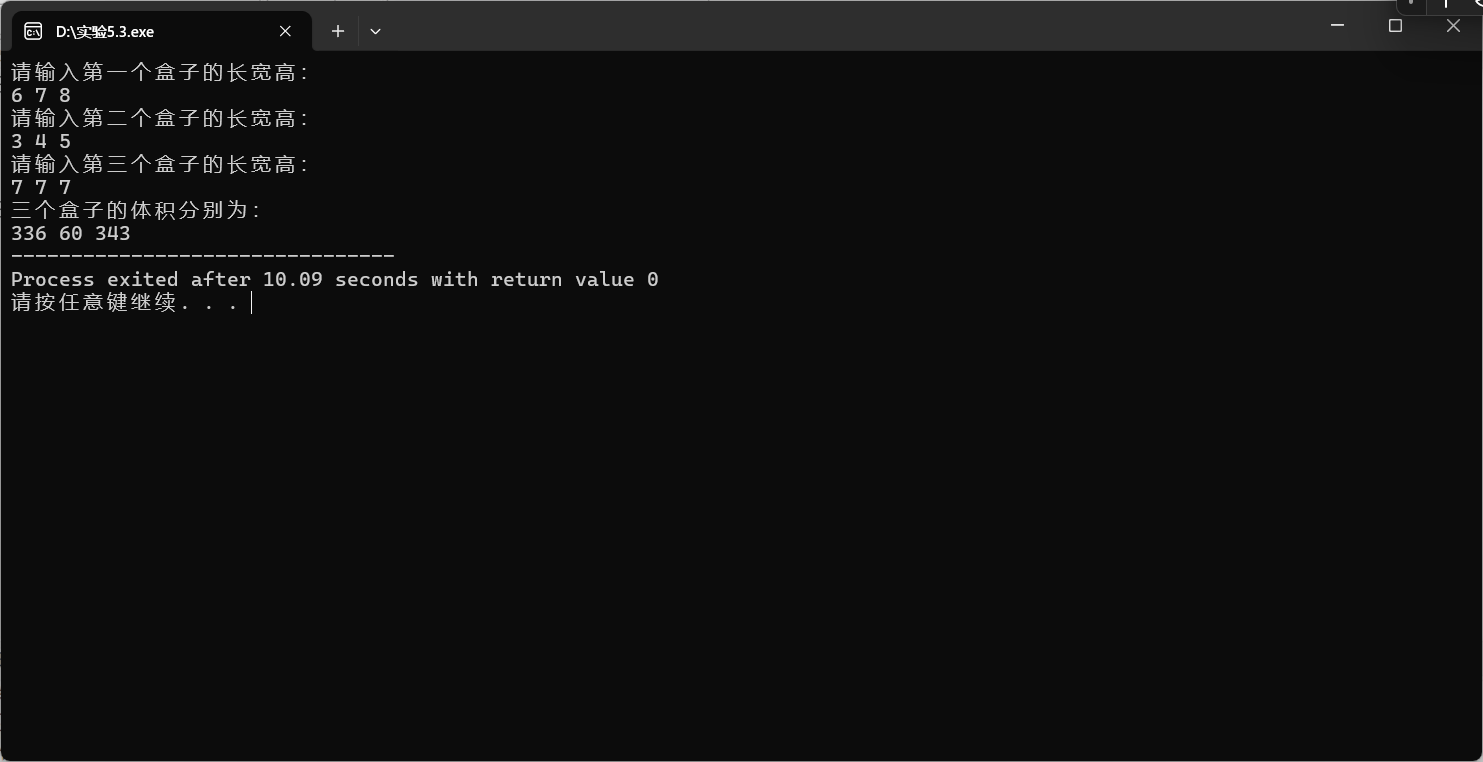 D:\实验5.3.exe
请输入第一个盒子的长宽高：
6 7 8
请输入第二个盒子的长宽高：
3 4 5
请输入第三个盒子的长宽高：
7 7 7
三个盒子的体积分别为：
336 60 343
--------------------------------
Process exited after 10.09 seconds with return value 0
请按任意键继续. . .